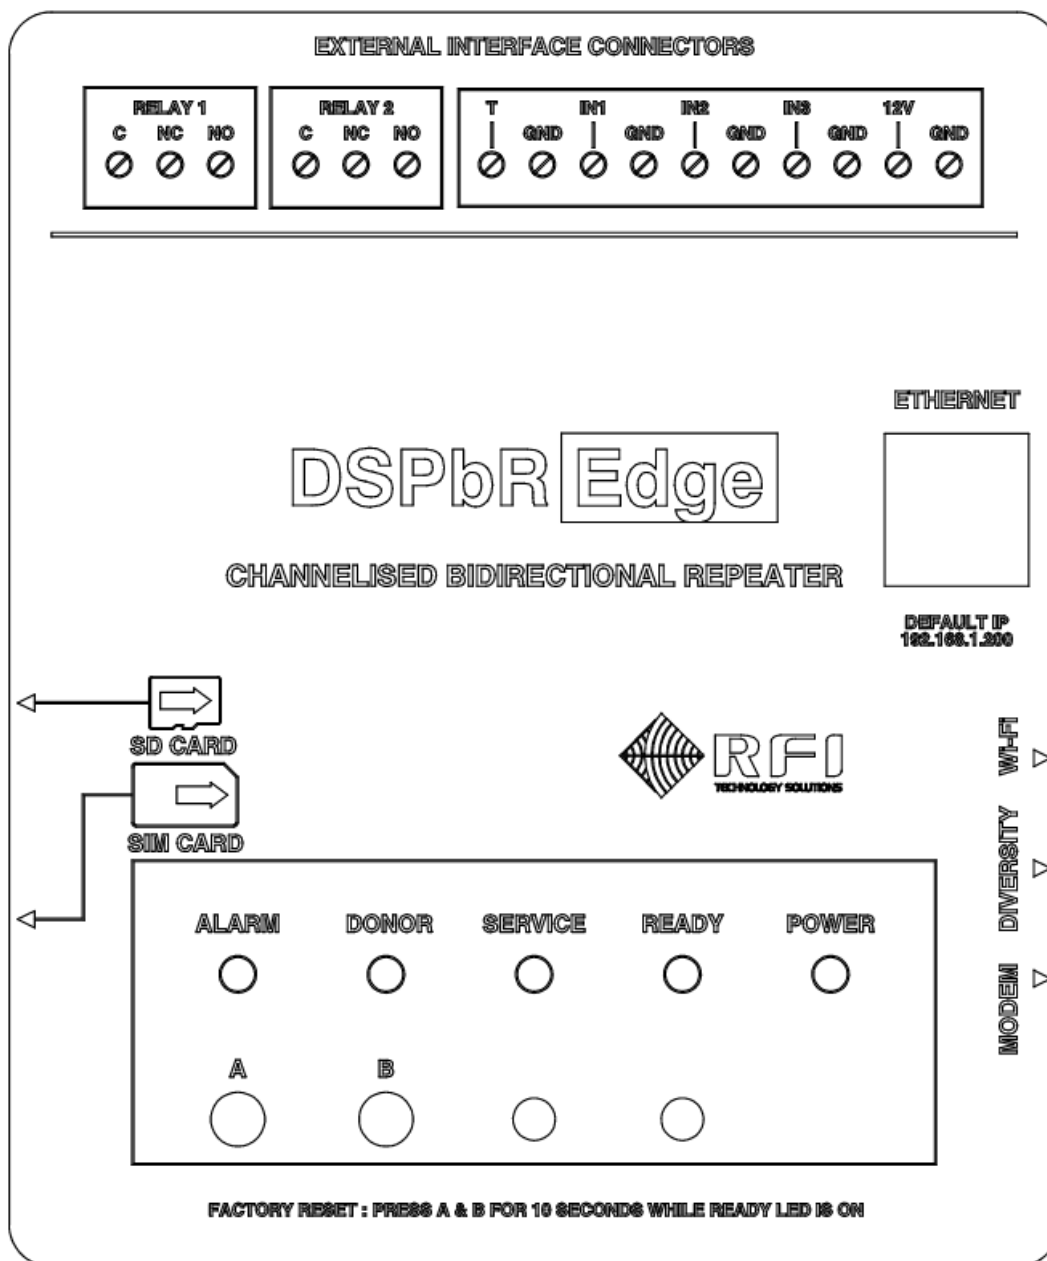 EXTERNAL INTERFACE CONNECTORS
RELAY 1
C NC NO
RELAY 2
C NC NO
T IN1 IN2 IN3 12V
GND GND GND GND GND
ETHERNET
DSPbR Edge
CHANNELISED BIDIRECTIONAL REPEATER
DEFAULT IP
192.168.1.200
SD CARD
SIM CARD
RFI
TECHNOLOGY SOLUTIONS
Wi-Fi
DIVERSITY
MODEM
ALARM DONOR SERVICE READY POWER
A B
FACTORY RESET : PRESS A & B FOR 10 SECONDS WHILE READY LED IS ON